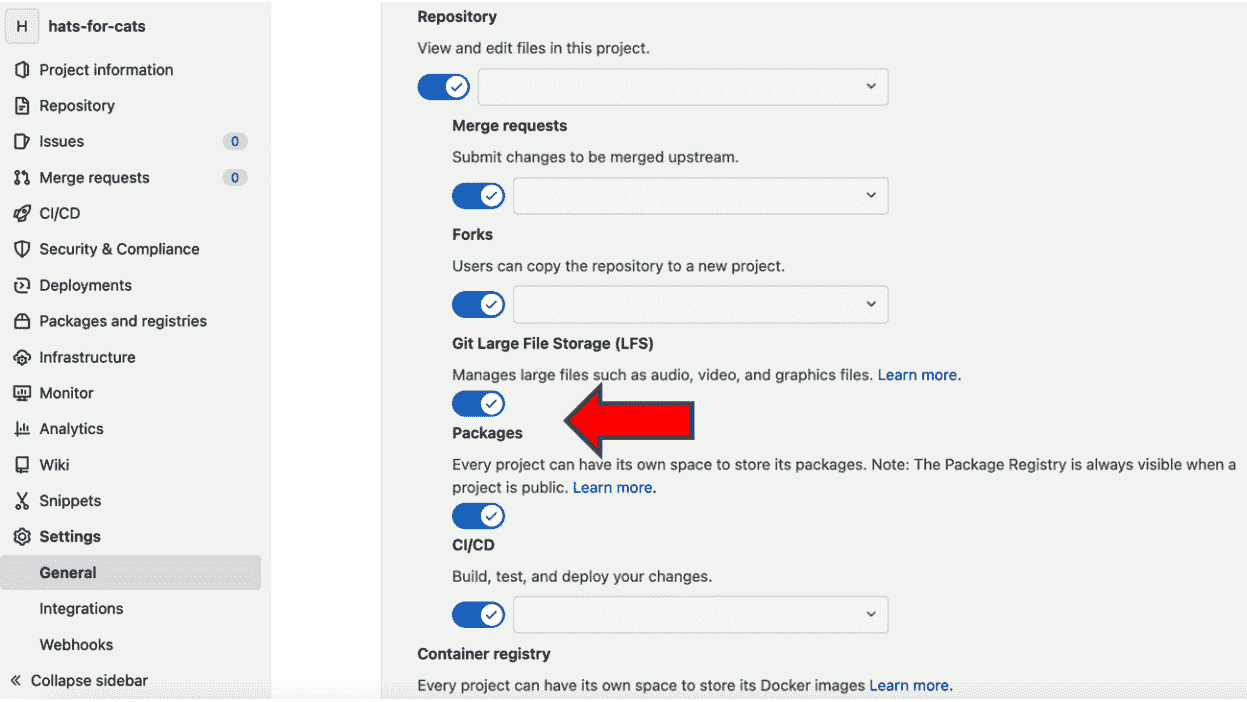 H hats-for-cats
Project information
Repository
Issues 0
Merge requests 0
CI/CD
Security & Compliance
Deployments
Packages and registries
Infrastructure
Monitor
Analytics
Wiki
Snippets
Settings
General
Integrations
Webhooks
« Collapse sidebar
Repository
View and edit files in this project.
Merge requests
Submit changes to be merged upstream.
Forks
Users can copy the repository to a new project.
Git Large File Storage (LFS)
Manages large files such as audio, video, and graphics files. Learn more.
Packages
Every project can have its own space to store its packages. Note: The Package Registry is always visible when a
project is public. Learn more.
CI/CD
Build, test, and deploy your changes.
Container registry
Every project can have its own space to store its Docker images Learn more.